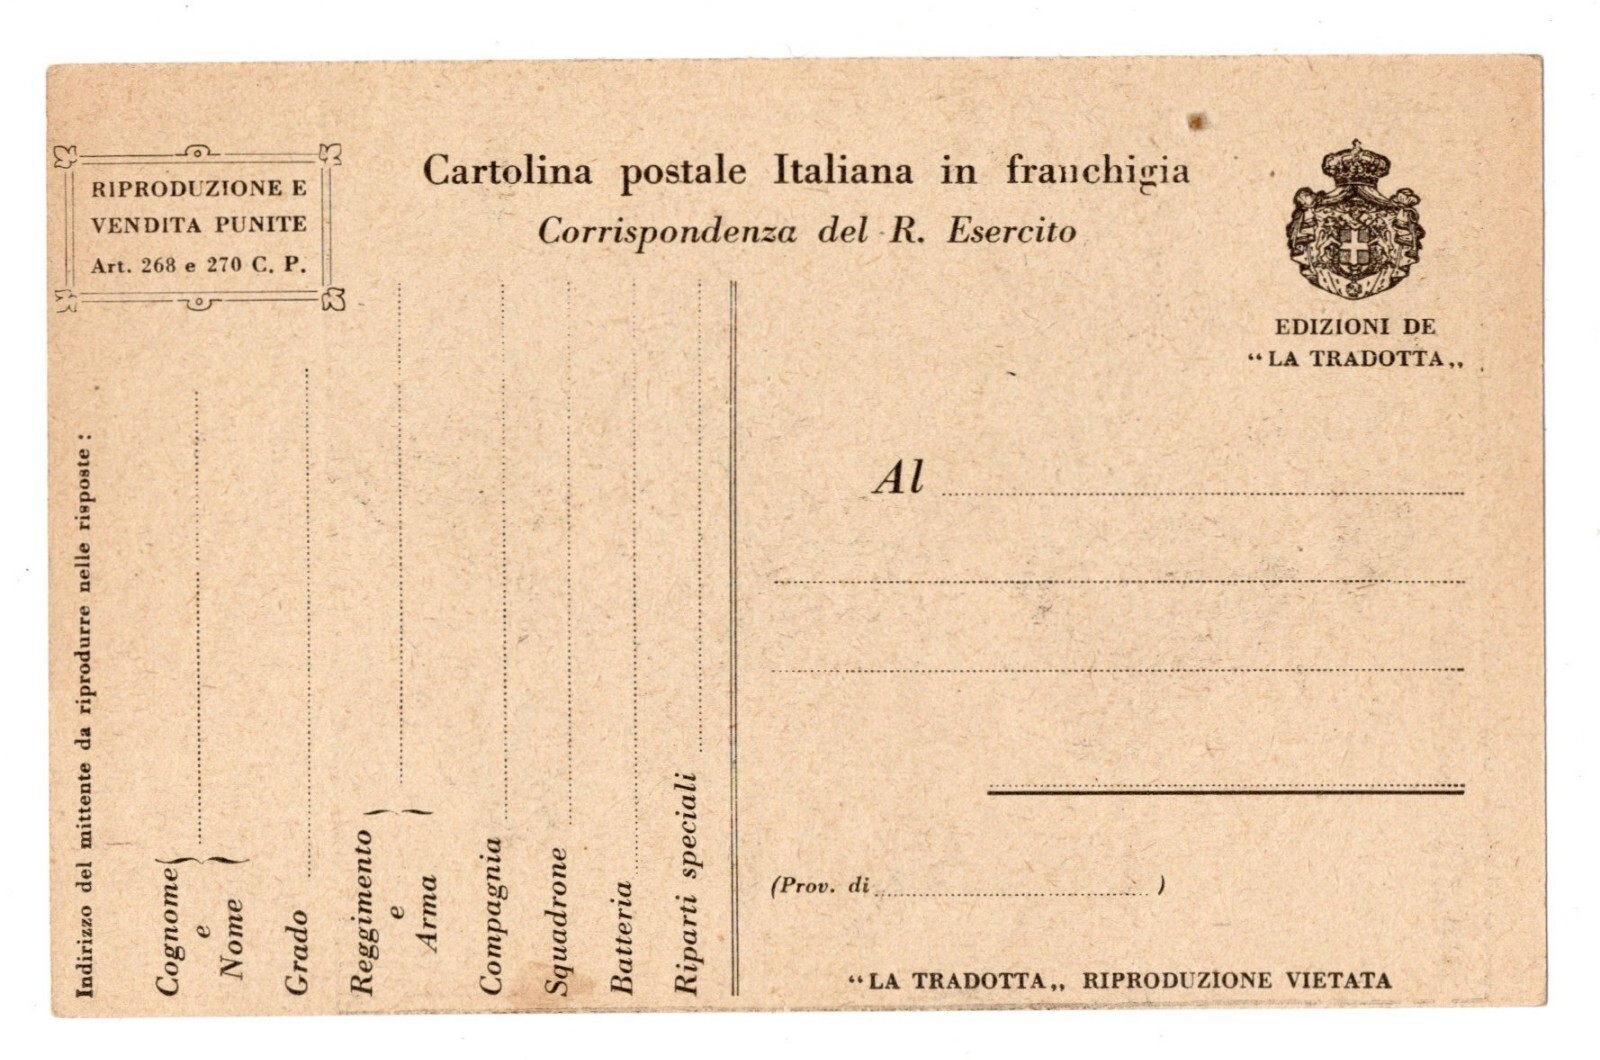 RIPRODUZIONE E
VENDITA PUNITE
Art. 268 e 270 C. P.
Cartolina postale Italiana in franchigia
Corrispondenza del R. Esercito
EDIZIONI DE
“LA TRADOTTA„
Indirizzo del mittente da riprodurre nelle risposte :
Cognome
e
Nome
Grado
Reggimento
e
Arma
Compagnia
Squadrone
Batteria
Riparti speciali
Al
(Prov. di )
“LA TRADOTTA„ RIPRODUZIONE VIETATA